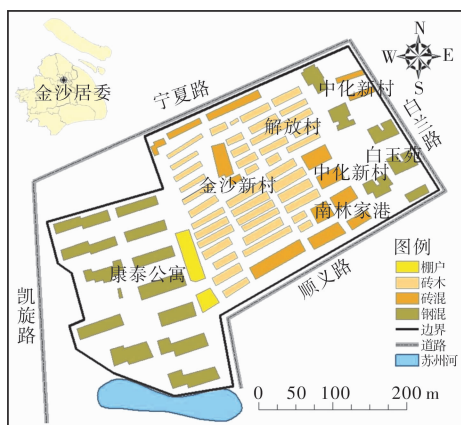 金沙居委
宁夏路
N
W E
S
中化新村
解放村
白兰路
白玉苑
金沙新村
中化新村
南林家港
康泰公寓
凯旋路
顺义路
图例
棚户
砖木
砖混
钢混
边界
道路
苏州河
0 50 100 200 m